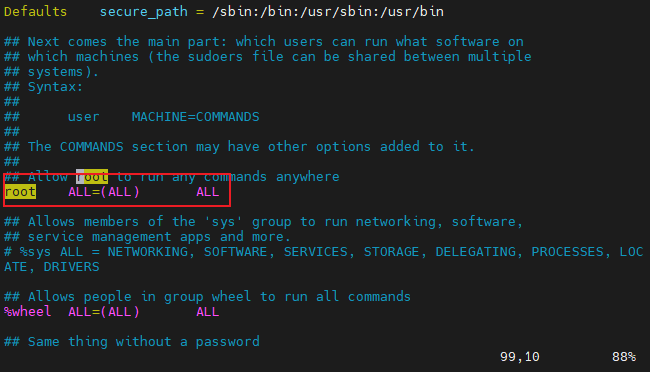 Defaults    secure_path = /sbin:/bin:/usr/sbin:/usr/bin
## Next comes the main part: which users can run what software on
## which machines (the sudoers file can be shared between multiple
## systems).
## Syntax:
##
##      user    MACHINE=COMMANDS
##
## The COMMANDS section may have other options added to it.
##
## Allow root to run any commands anywhere
root    ALL=(ALL)       ALL
## Allows members of the 'sys' group to run networking, software,
## service management apps and more.
# %sys ALL = NETWORKING, SOFTWARE, SERVICES, STORAGE, DELEGATING, PROCESSES, LOC
ATE, DRIVERS
## Allows people in group wheel to run all commands
%wheel  ALL=(ALL)       ALL
## Same thing without a password
99,10         88%